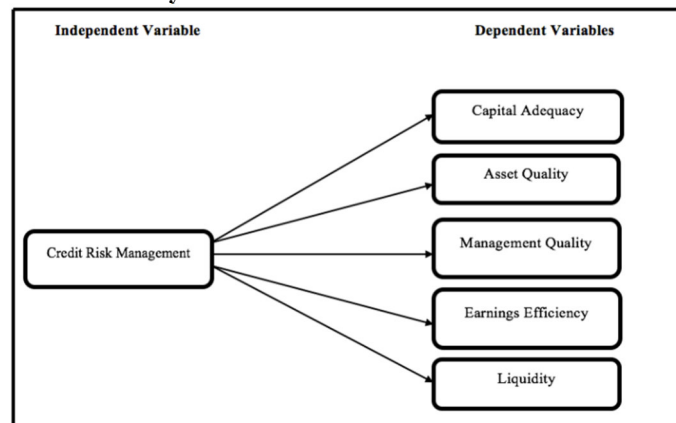 Independent Variable
Dependent Variables
Capital Adequacy
Asset Quality
Credit Risk Management
Management Quality
Earnings Efficiency
Liquidity